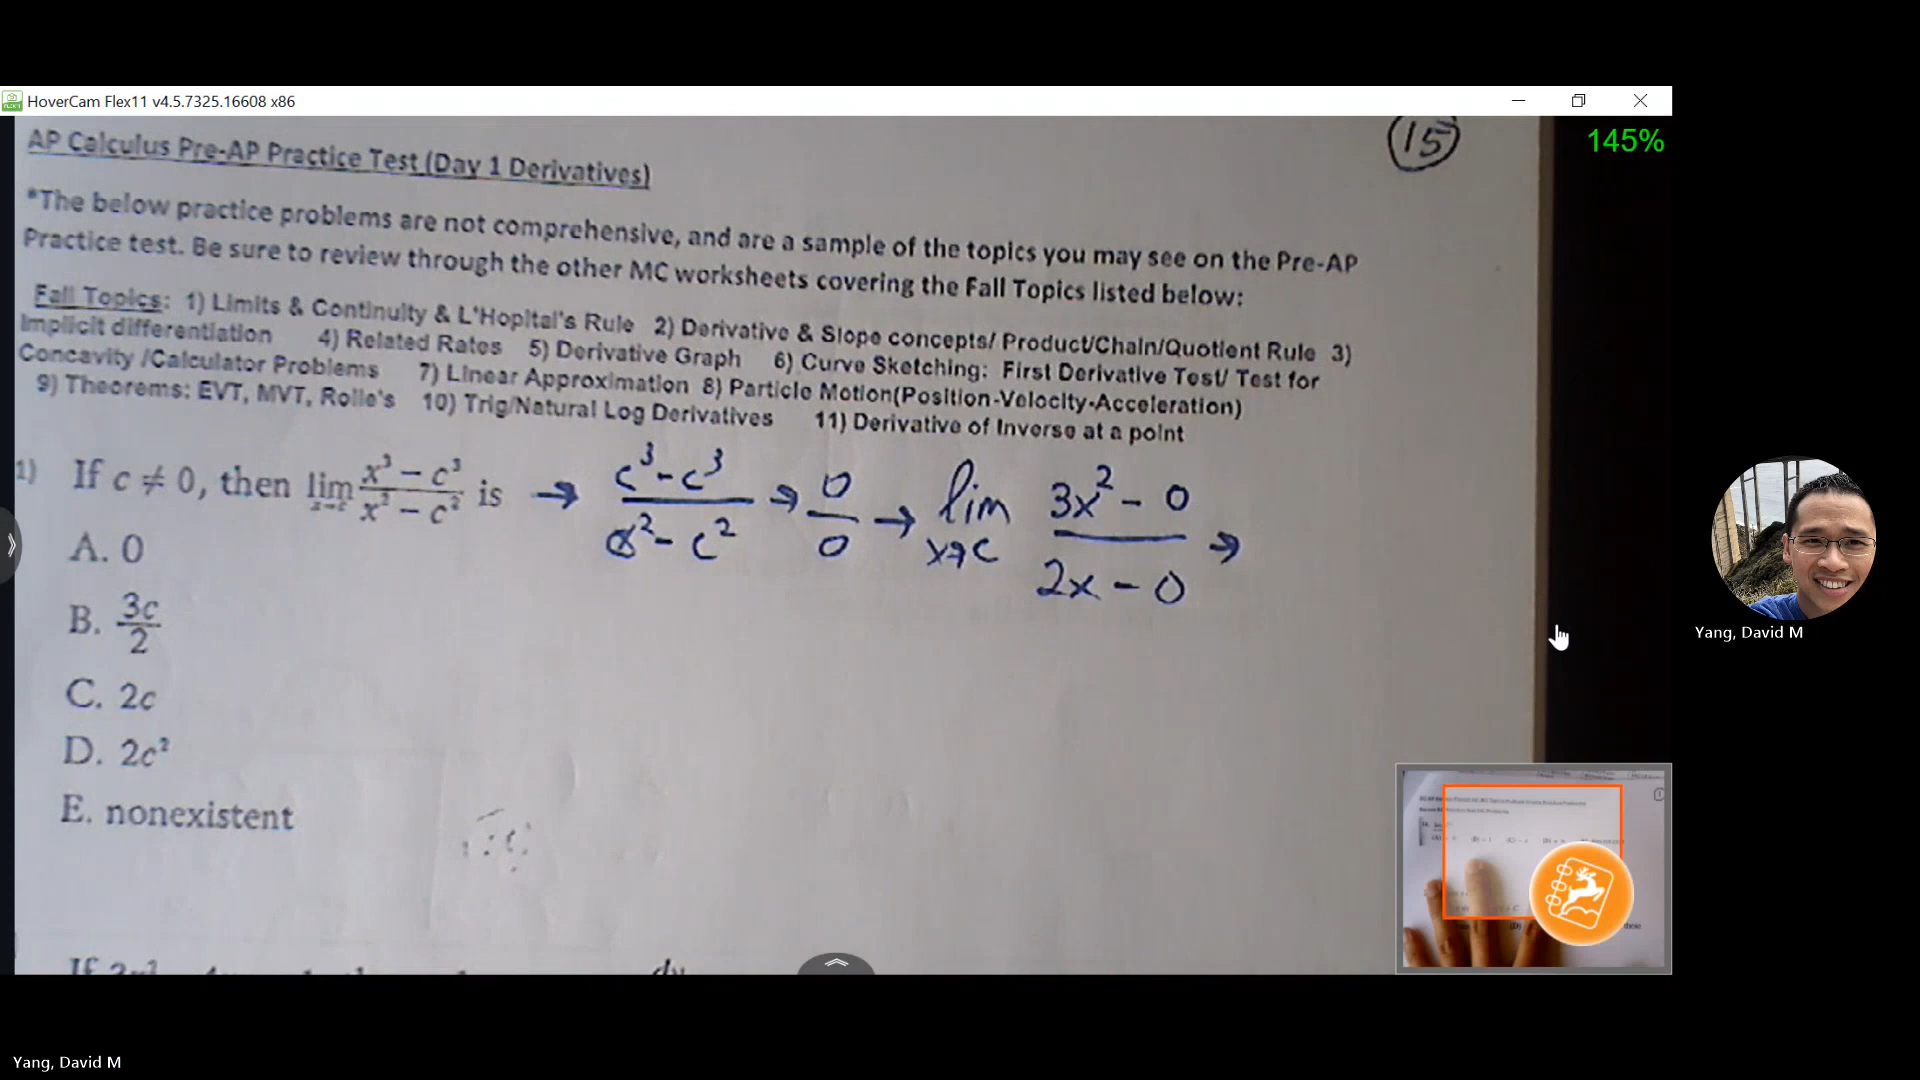 HoverCam Flex11 v4.5.7325.16608 x86
145%
15
AP Calculus Pre-AP Practice Test (Day 1 Derivatives)
*The below practice problems are not comprehensive, and are a sample of the topics you may see on the Pre-AP
Practice test. Be sure to review through the other MC worksheets covering the Fall Topics listed below:
Fall Topics: 1) Limits & Continuity & L'Hopital's Rule 2) Derivative & Slope concepts/ Product/Chain/Quotient Rule 3)
Implicit differentiation 4) Related Rates 5) Derivative Graph 6) Curve Sketching: First Derivative Test/ Test for
Concavity /Calculator Problems 7) Linear Approximation 8) Particle Motion(Position-Velocity-Acceleration)
9) Theorems: EVT, MVT, Rolle's 10) Trig/Natural Log Derivatives 11) Derivative of Inverse at a point
1) If c ≠ 0, then lim x→c (x³ − c³)/(x² − c²) is → (c³-c³)/(c²-c²) → 0/0 → lim x→c (3x²-0)/(2x-0) →
A. 0
B. 3c/2
C. 2c
D. 2c²
E. nonexistent
Yang, David M
Yang, David M